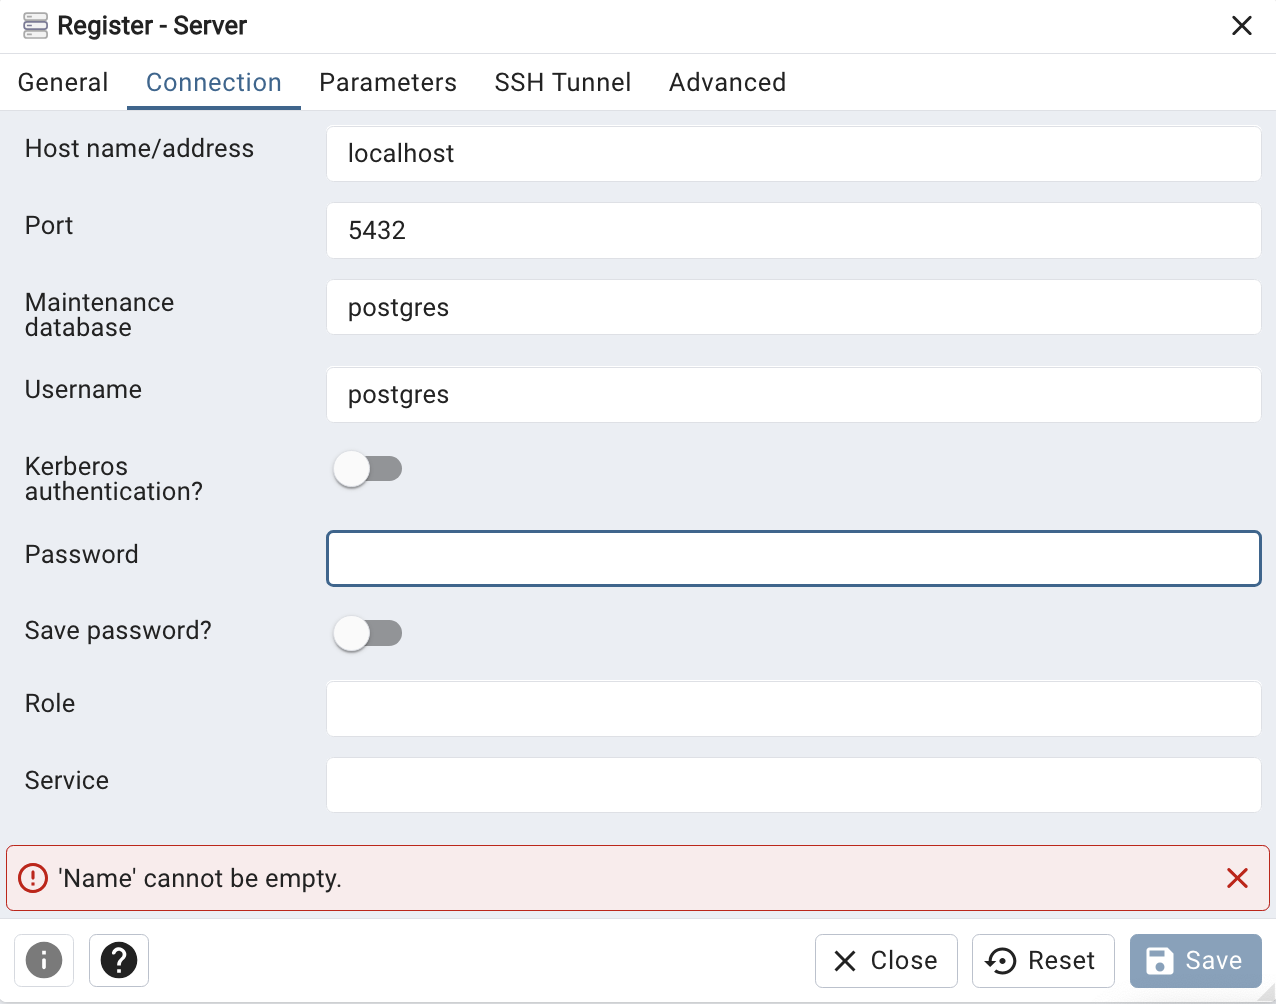 Register - Server
General Connection Parameters SSH Tunnel Advanced
Host name/address localhost
Port 5432
Maintenance
database postgres
Username postgres
Kerberos
authentication?
Password
Save password?
Role
Service
'Name' cannot be empty.
Close Reset Save